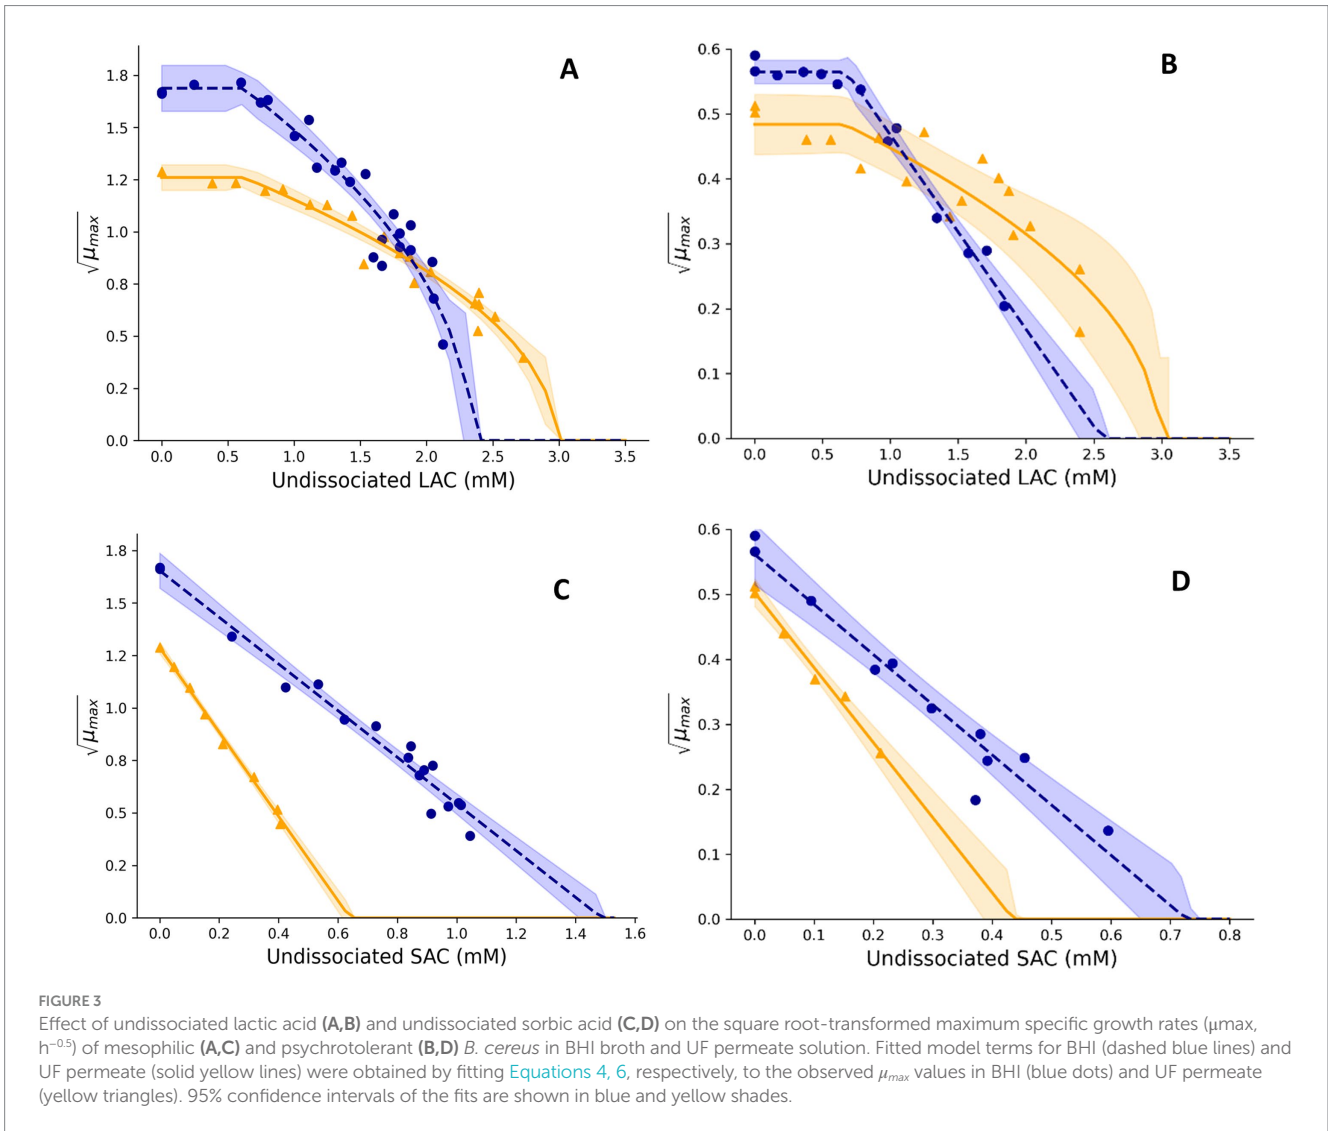 A
√μmax
1.8
1.5
1.2
1.0
0.8
0.5
0.2
0.0
0.0 0.5 1.0 1.5 2.0 2.5 3.0 3.5
Undissociated LAC (mM)
B
√μmax
0.6
0.5
0.4
0.3
0.2
0.1
0.0
0.0 0.5 1.0 1.5 2.0 2.5 3.0 3.5
Undissociated LAC (mM)
C
√μmax
1.8
1.5
1.2
1.0
0.8
0.5
0.2
0.0
0.0 0.2 0.4 0.6 0.8 1.0 1.2 1.4 1.6
Undissociated SAC (mM)
D
√μmax
0.6
0.5
0.4
0.3
0.2
0.1
0.0
0.0 0.1 0.2 0.3 0.4 0.5 0.6 0.7 0.8
Undissociated SAC (mM)
FIGURE 3
Effect of undissociated lactic acid (A,B) and undissociated sorbic acid (C,D) on the square root-transformed maximum specific growth rates (μmax,
h⁻⁰·⁵) of mesophilic (A,C) and psychrotolerant (B,D) B. cereus in BHI broth and UF permeate solution. Fitted model terms for BHI (dashed blue lines) and
UF permeate (solid yellow lines) were obtained by fitting Equations 4, 6, respectively, to the observed μmax values in BHI (blue dots) and UF permeate
(yellow triangles). 95% confidence intervals of the fits are shown in blue and yellow shades.